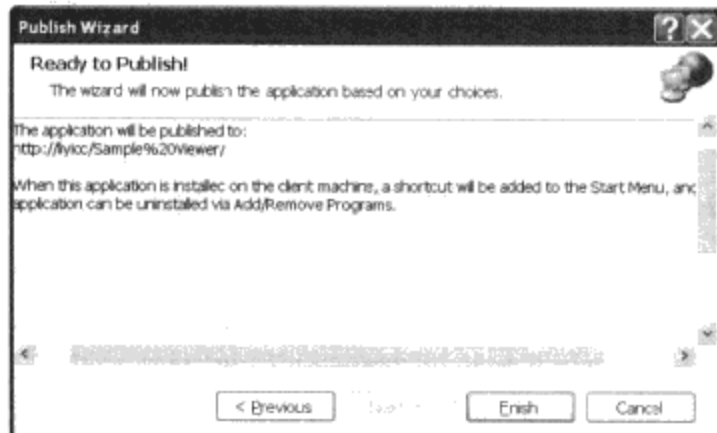 Publish Wizard
Ready to Publish!
The wizard will now publish the application based on your choices.
The application will be published to:
http://liyicc/Sample%20Viewer/
When this application is installec on the client machine, a shortcut will be added to the Start Menu, and
application can be uninstalled via Add/Remove Programs.
< Previous
Finish
Cancel